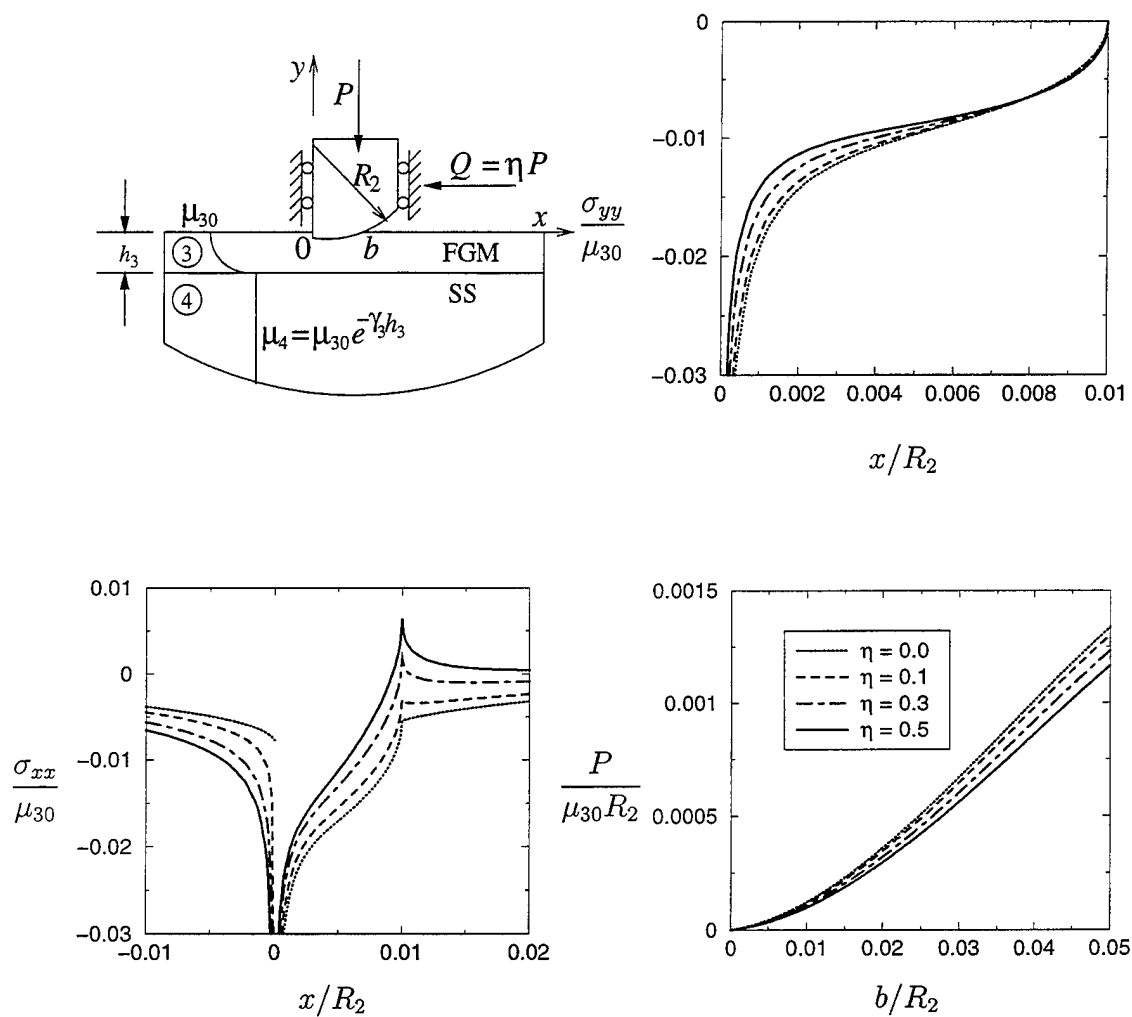 y
P
R₂
Q = ηP
μ₃₀
x
0
b
h₃
③
FGM
④
SS
μ₄ = μ₃₀e^{-γ₃h₃}
σ_yy / μ₃₀
0
−0.01
−0.02
−0.03
0 0.002 0.004 0.006 0.008 0.01
x/R₂
σ_xx / μ₃₀
0.01
0
−0.01
−0.02
−0.03
−0.01 0 0.01 0.02
x/R₂
P / μ₃₀R₂
0.0015
0.001
0.0005
0
η = 0.0
η = 0.1
η = 0.3
η = 0.5
0 0.01 0.02 0.03 0.04 0.05
b/R₂